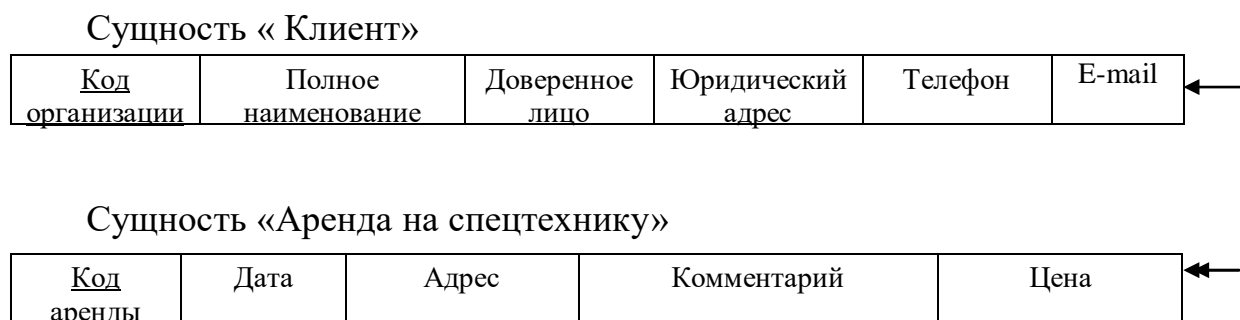 Сущность « Клиент»
Код организации Полное наименование Доверенное лицо Юридический адрес Телефон E-mail
Сущность «Аренда на спецтехнику»
Код аренды Дата Адрес Комментарий Цена